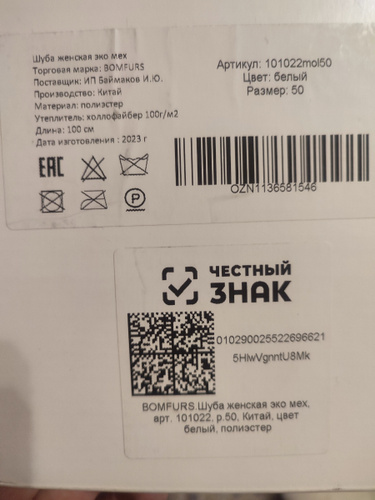 Шуба женская эко мех
Торговая марка: BOMFURS
Поставщик: ИП Баймаков И.Ю.
Производство: Китай
Материал: полиэстер
Утеплитель: холлофайбер 100г/м2
Длина: 100 см
Дата изготовления : 2023 г
Артикул: 101022mol50
Цвет: белый
Размер: 50
EAC
P
OZN1136581546
ЧЕСТНЫЙ
ЗНАК
010290025522696621
5HlwVgnntU8Mk
BOMFURS.Шуба женская эко мех,
арт. 101022, р.50, Китай, цвет
белый, полиэстер